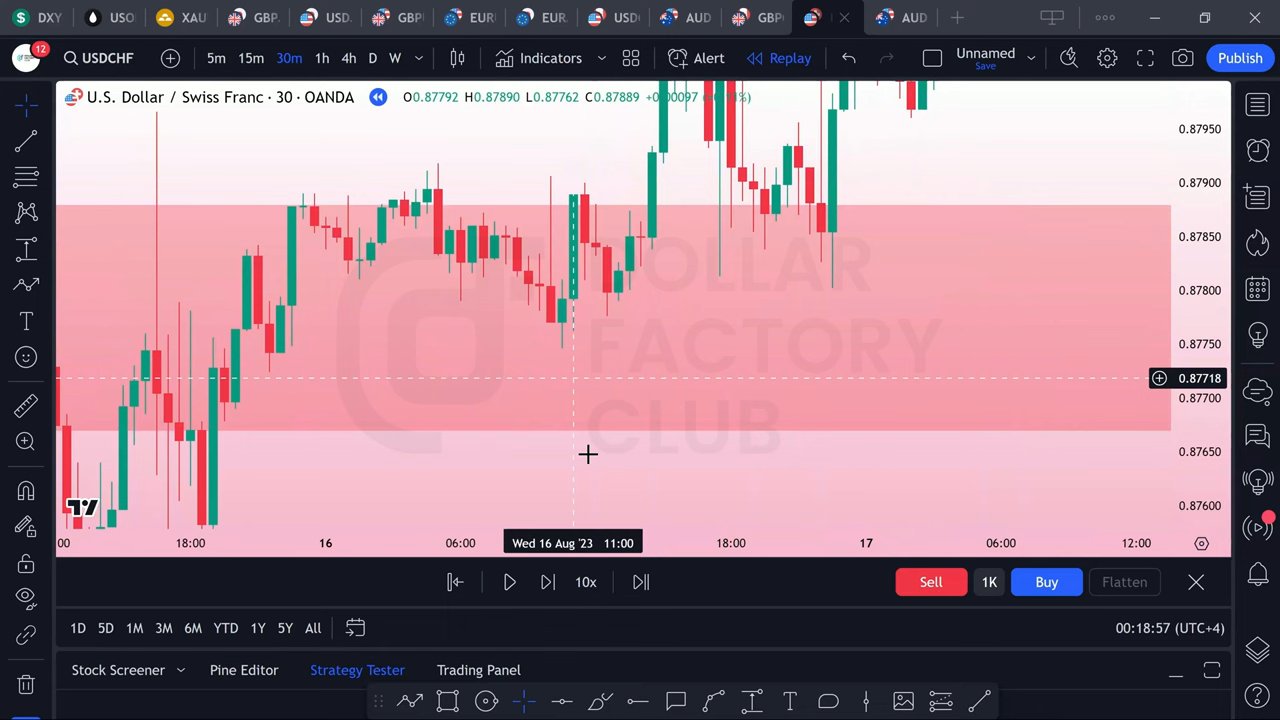 DXY USO XAU GBP. USD. GBP EUR EUR. USD AUD GBP AUD
12 USDCHF 5m 15m 30m 1h 4h D W Indicators Alert Replay Unnamed Publish
Save
U.S. Dollar / Swiss Franc · 30 · OANDA O0.87792 H0.87890 L0.87762 C0.87889 +0.00097
0.87950
0.87900
0.87850
0.87800
0.87750
0.87718
0.87700
0.87650
0.87600
DOLLAR
FACTORY
CLUB
:00 18:00 16 06:00 Wed 16 Aug '23 11:00 18:00 17 06:00 12:00
10x Sell 1K Buy Flatten
1D 5D 1M 3M 6M YTD 1Y 5Y All 00:18:57 (UTC+4)
Stock Screener Pine Editor Strategy Tester Trading Panel